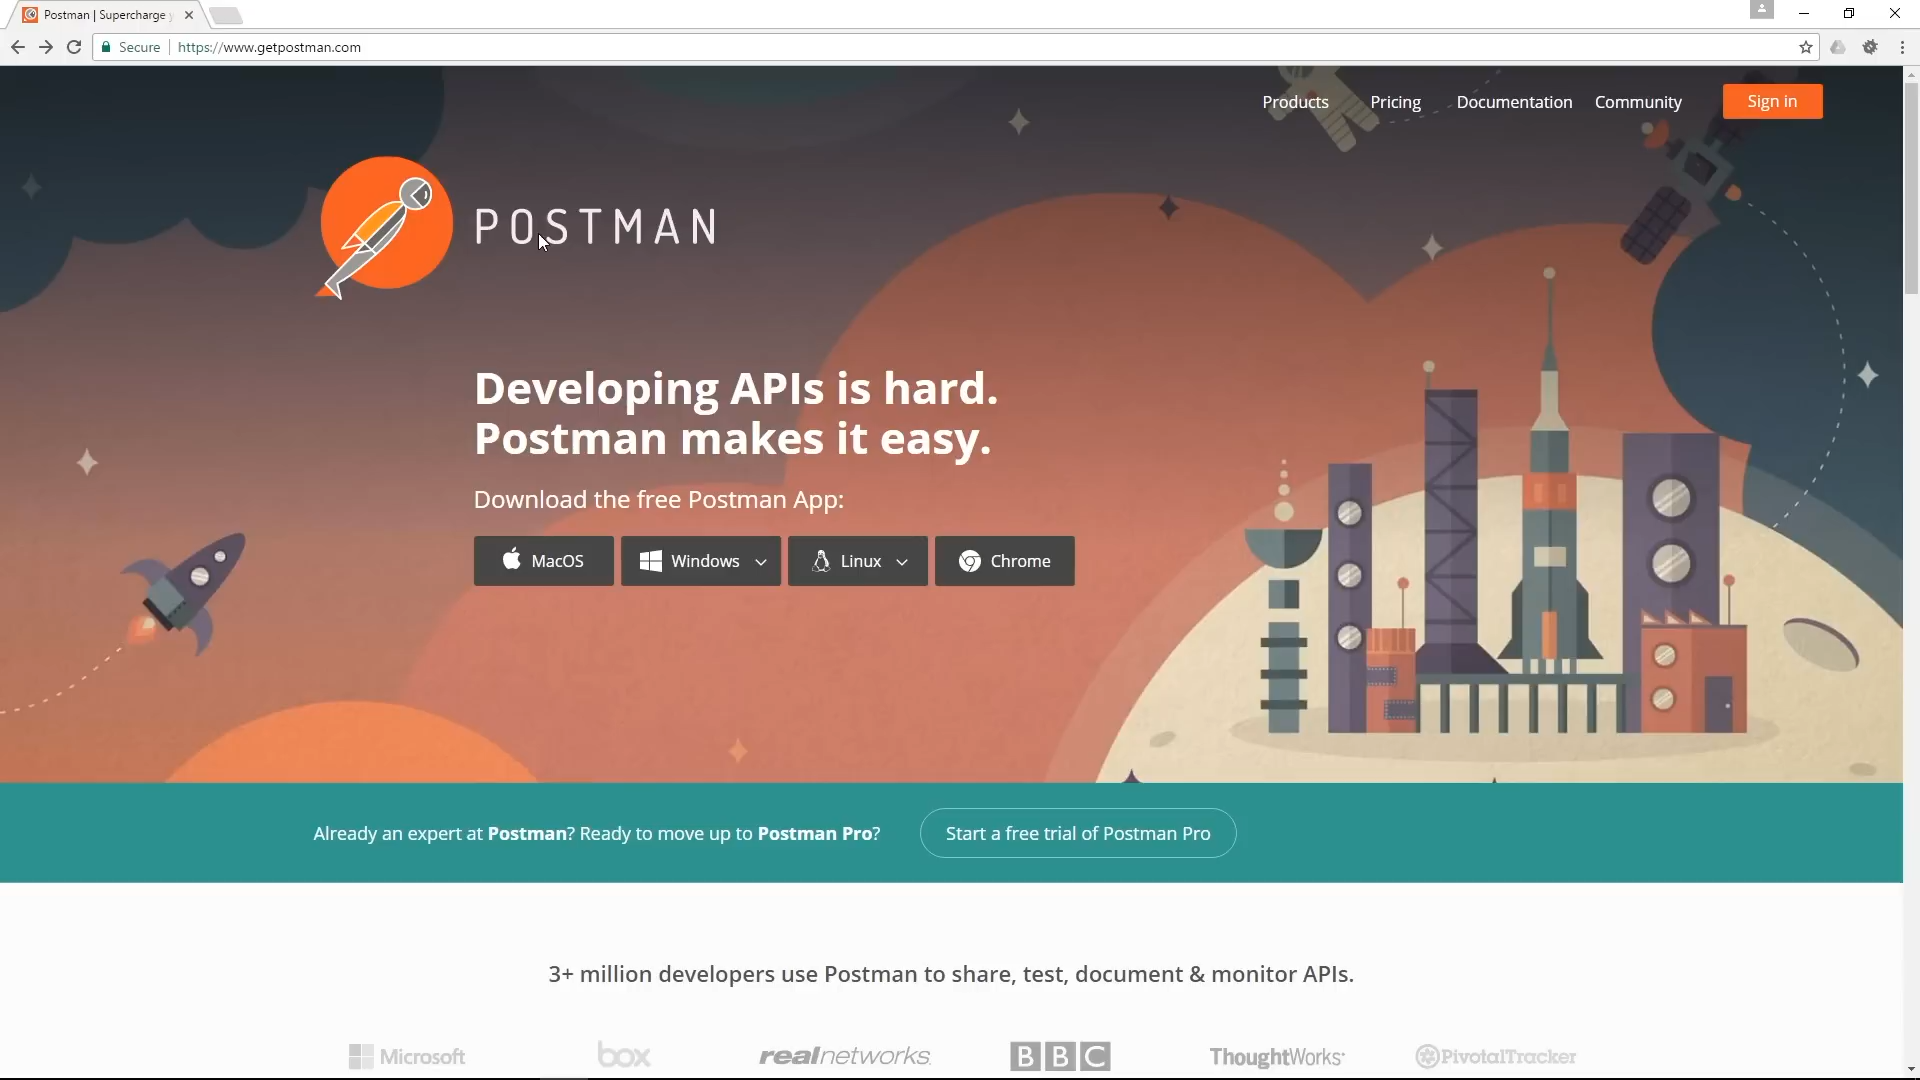 Postman | Supercharge
Secure
https://www.getpostman.com
Products
Pricing
Documentation
Community
Sign in
POSTMAN
Developing APIs is hard.
Postman makes it easy.
Download the free Postman App:
MacOS
Windows
Linux
Chrome
Already an expert at Postman? Ready to move up to Postman Pro?
Start a free trial of Postman Pro
3+ million developers use Postman to share, test, document & monitor APIs.
Microsoft
box
realnetworks.
BBC
ThoughtWorks
PivotalTracker